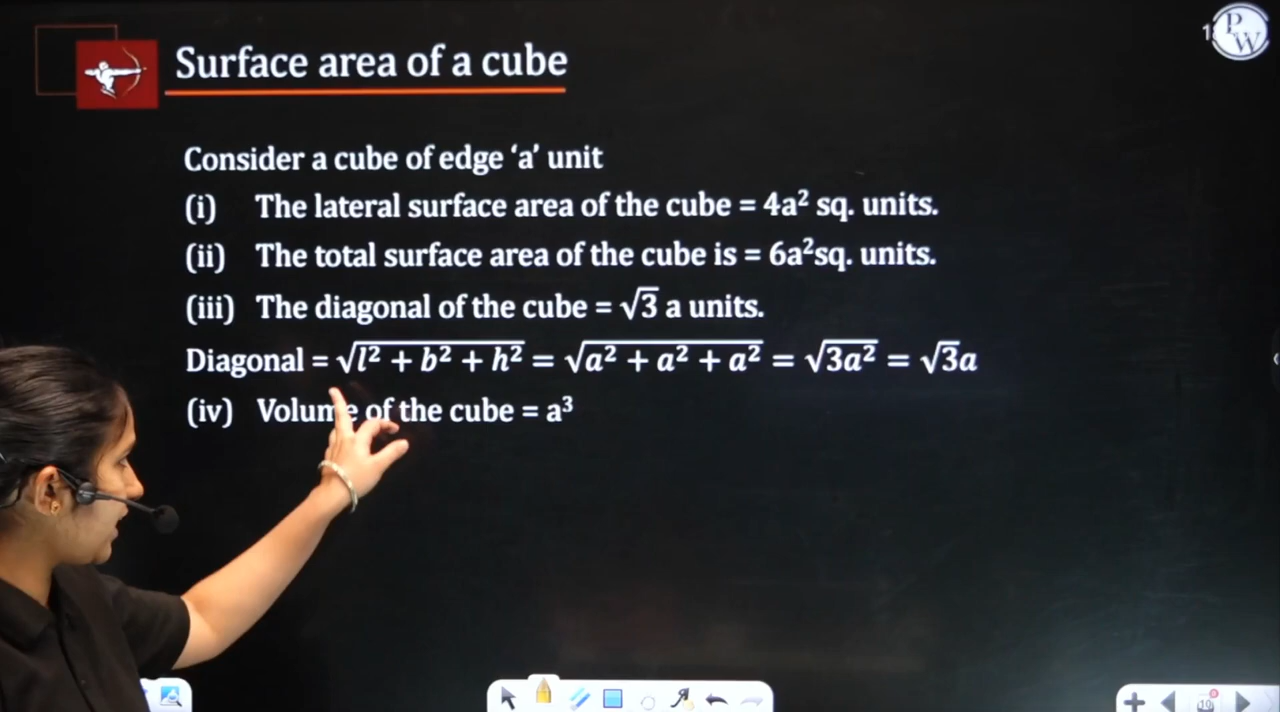 PW
Surface area of a cube
Consider a cube of edge ‘a’ unit
(i) The lateral surface area of the cube = 4a² sq. units.
(ii) The total surface area of the cube is = 6a²sq. units.
(iii) The diagonal of the cube = √3 a units.
Diagonal = √(l² + b² + h²) = √(a² + a² + a²) = √(3a²) = √3a
(iv) Volume of the cube = a³